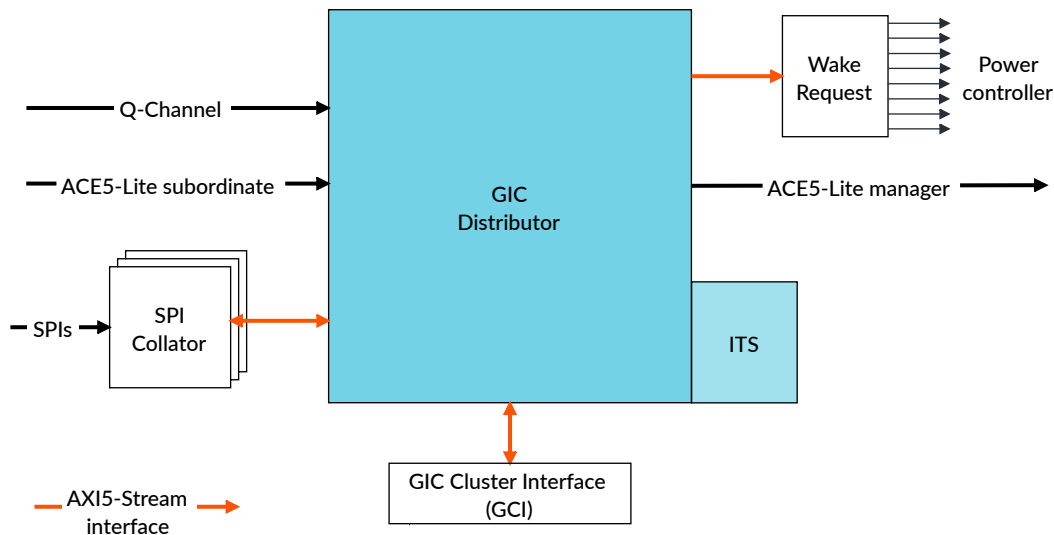 Q-Channel
ACE5-Lite subordinate
SPIs
SPI
Collator
GIC
Distributor
Wake
Request
Power
controller
ACE5-Lite manager
ITS
GIC Cluster Interface
(GCI)
AXI5-Stream
interface